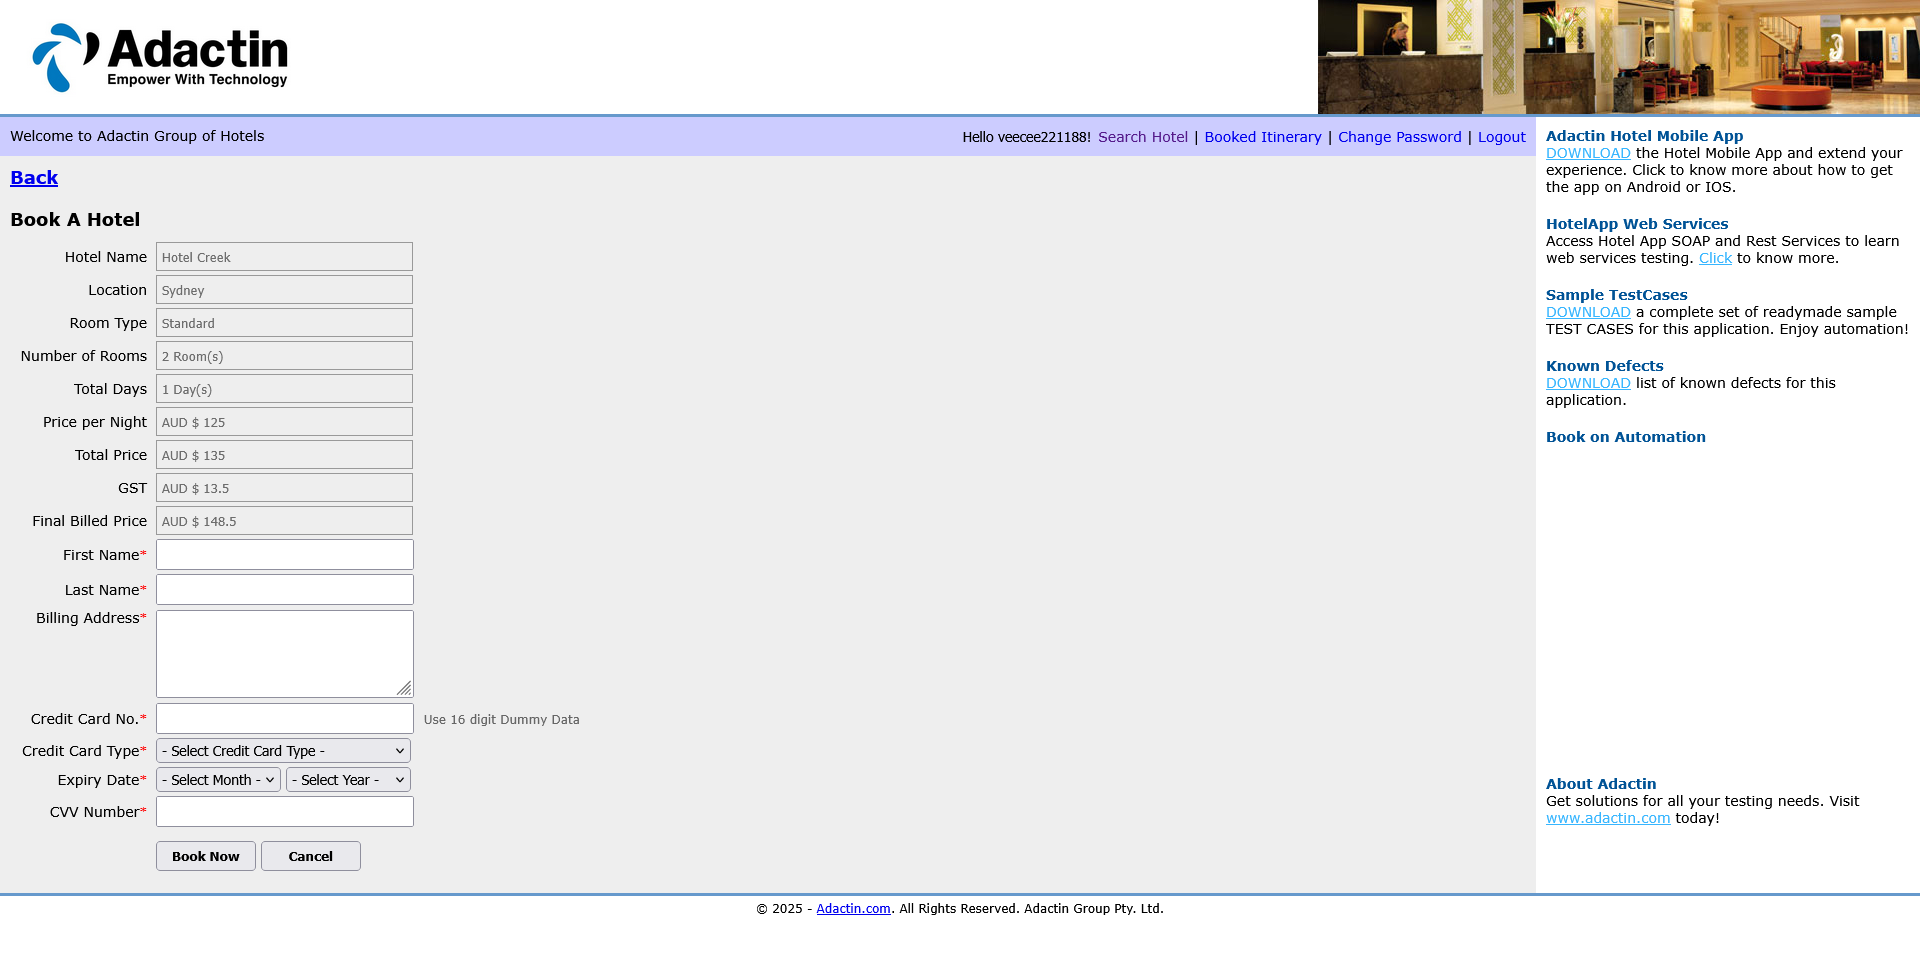 Adactin
Empower With Technology
Welcome to Adactin Group of Hotels
Hello veecee221188! Search Hotel | Booked Itinerary | Change Password | Logout
Back
Book A Hotel
Hotel Name Hotel Creek
Location Sydney
Room Type Standard
Number of Rooms 2 Room(s)
Total Days 1 Day(s)
Price per Night AUD $ 125
Total Price AUD $ 135
GST AUD $ 13.5
Final Billed Price AUD $ 148.5
First Name*
Last Name*
Billing Address*
Credit Card No.* Use 16 digit Dummy Data
Credit Card Type* - Select Credit Card Type -
Expiry Date* - Select Month - - Select Year -
CVV Number*
Book Now Cancel
Adactin Hotel Mobile App
DOWNLOAD the Hotel Mobile App and extend your
experience. Click to know more about how to get
the app on Android or IOS.
HotelApp Web Services
Access Hotel App SOAP and Rest Services to learn
web services testing. Click to know more.
Sample TestCases
DOWNLOAD a complete set of readymade sample
TEST CASES for this application. Enjoy automation!
Known Defects
DOWNLOAD list of known defects for this
application.
Book on Automation
About Adactin
Get solutions for all your testing needs. Visit
www.adactin.com today!
© 2025 - Adactin.com. All Rights Reserved. Adactin Group Pty. Ltd.